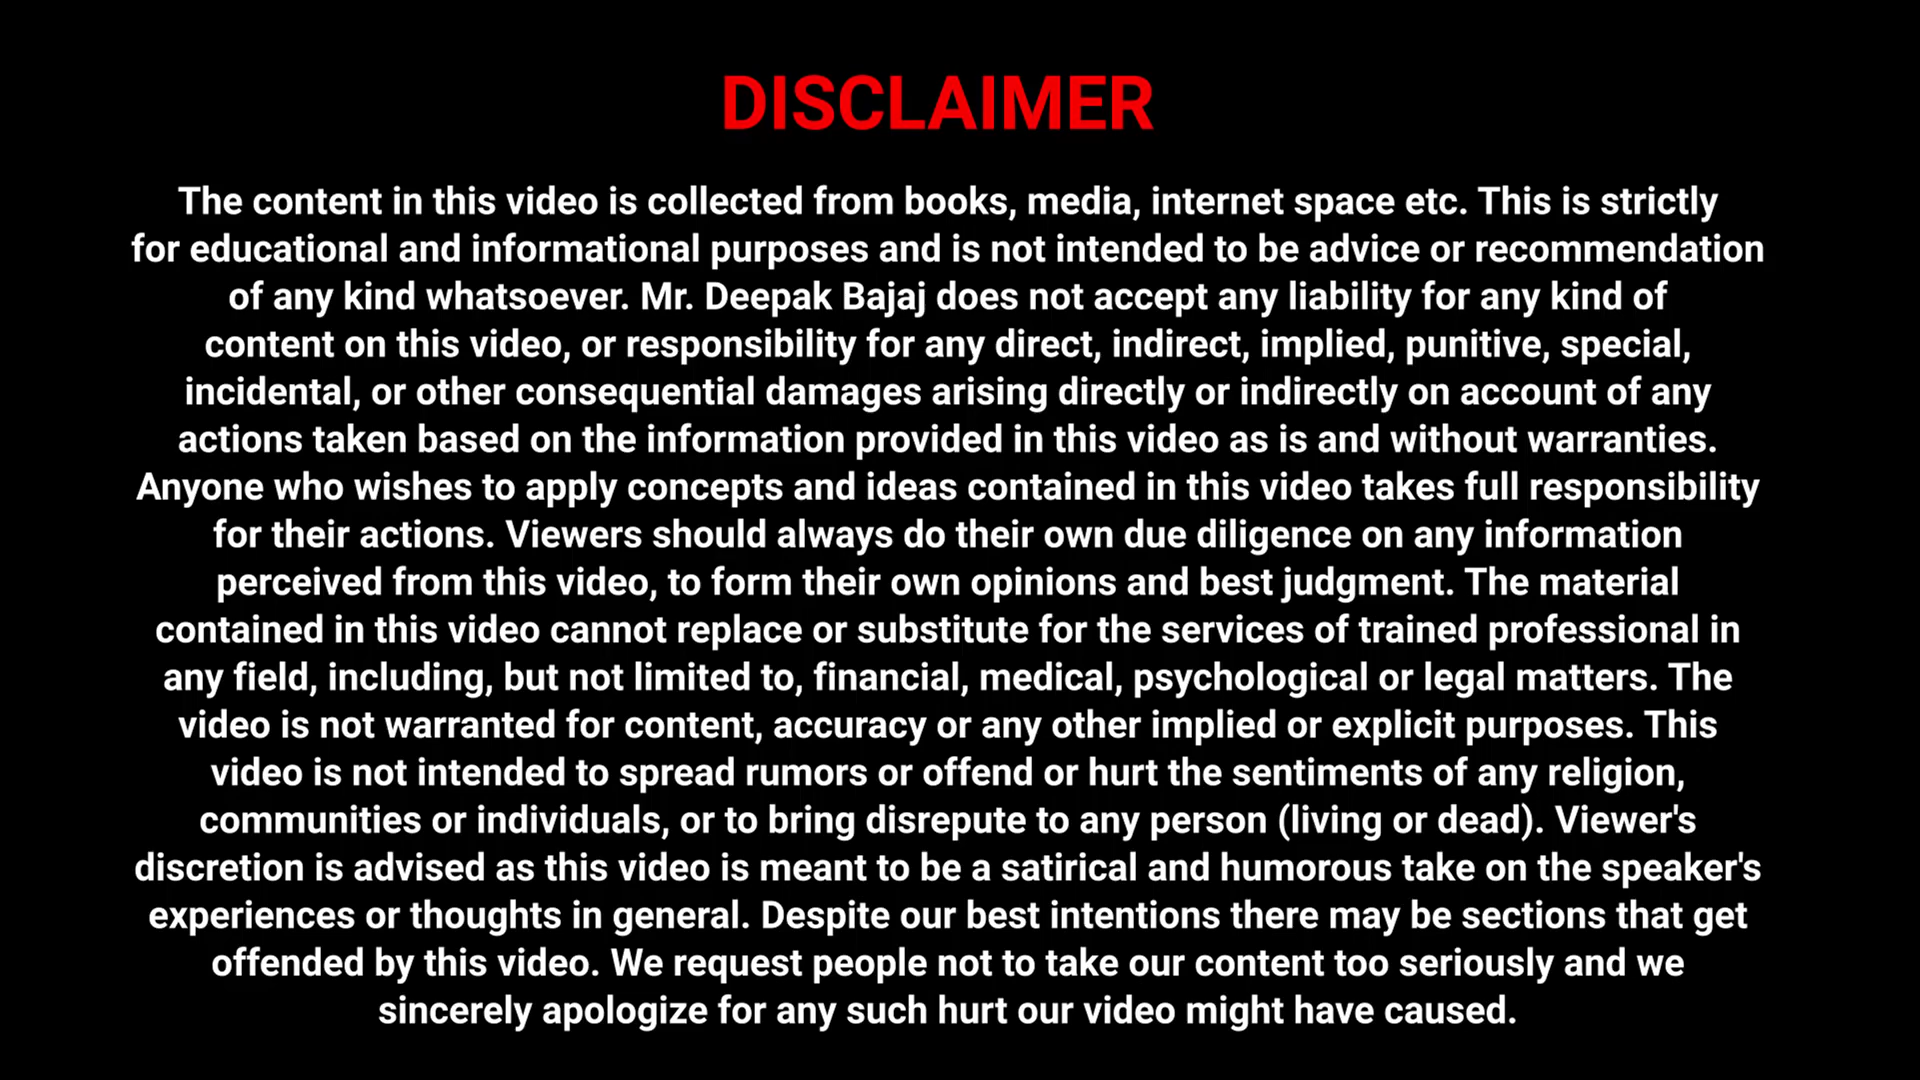 DISCLAIMER
The content in this video is collected from books, media, internet space etc. This is strictly
for educational and informational purposes and is not intended to be advice or recommendation
of any kind whatsoever. Mr. Deepak Bajaj does not accept any liability for any kind of
content on this video, or responsibility for any direct, indirect, implied, punitive, special,
incidental, or other consequential damages arising directly or indirectly on account of any
actions taken based on the information provided in this video as is and without warranties.
Anyone who wishes to apply concepts and ideas contained in this video takes full responsibility
for their actions. Viewers should always do their own due diligence on any information
perceived from this video, to form their own opinions and best judgment. The material
contained in this video cannot replace or substitute for the services of trained professional in
any field, including, but not limited to, financial, medical, psychological or legal matters. The
video is not warranted for content, accuracy or any other implied or explicit purposes. This
video is not intended to spread rumors or offend or hurt the sentiments of any religion,
communities or individuals, or to bring disrepute to any person (living or dead). Viewer's
discretion is advised as this video is meant to be a satirical and humorous take on the speaker's
experiences or thoughts in general. Despite our best intentions there may be sections that get
offended by this video. We request people not to take our content too seriously and we
sincerely apologize for any such hurt our video might have caused.